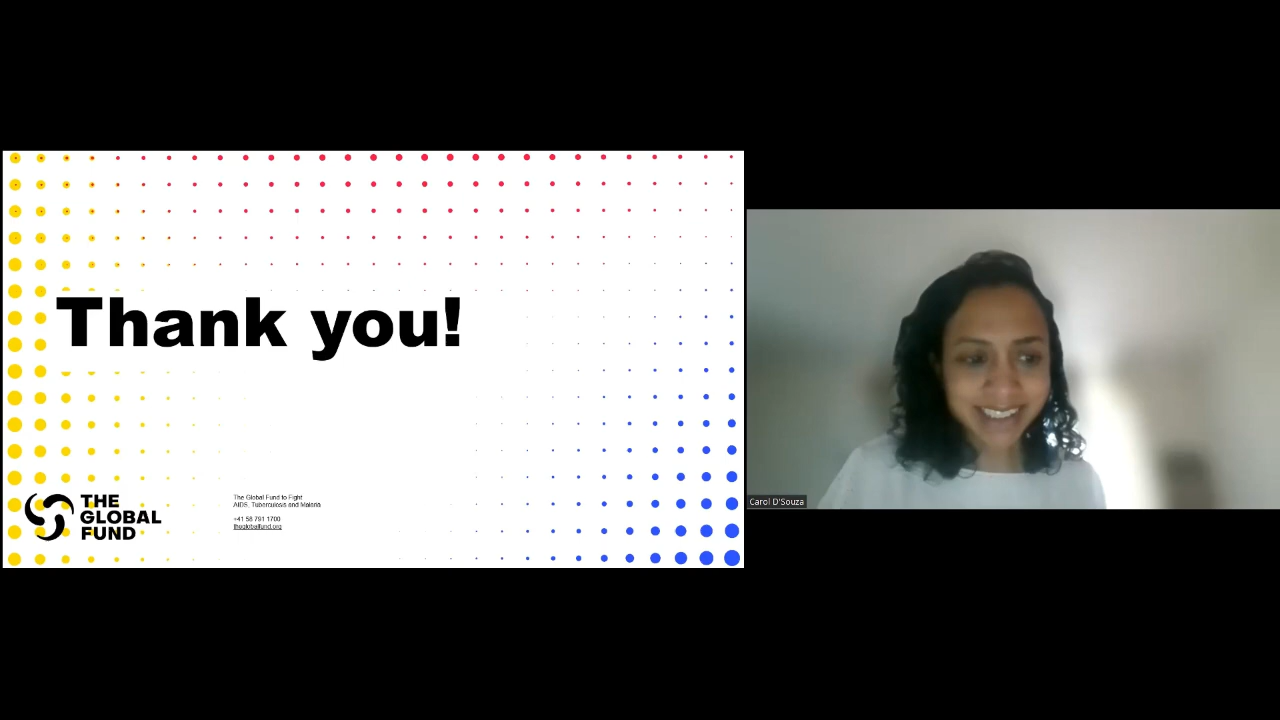 Thank you!
THE
GLOBAL
FUND
The Global Fund to Fight
AIDS, Tuberculosis and Malaria
+41 58 791 1700
theglobalfund.org
Carol D'Souza